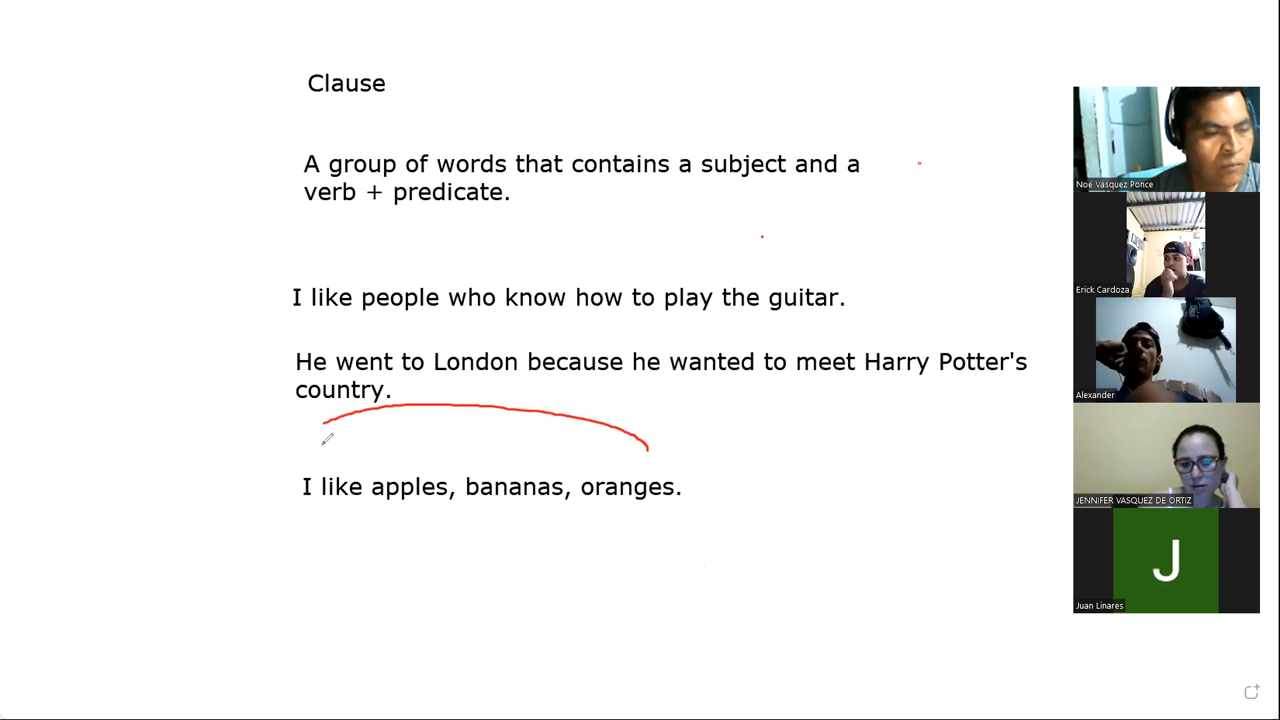 Clause
A group of words that contains a subject and a
verb + predicate.
I like people who know how to play the guitar.
He went to London because he wanted to meet Harry Potter's
country.
I like apples, bananas, oranges.
Noé Vásquez Ponce
Erick Cardoza
Alexander
JENNIFER VASQUEZ DE ORTIZ
J
Juan Linares